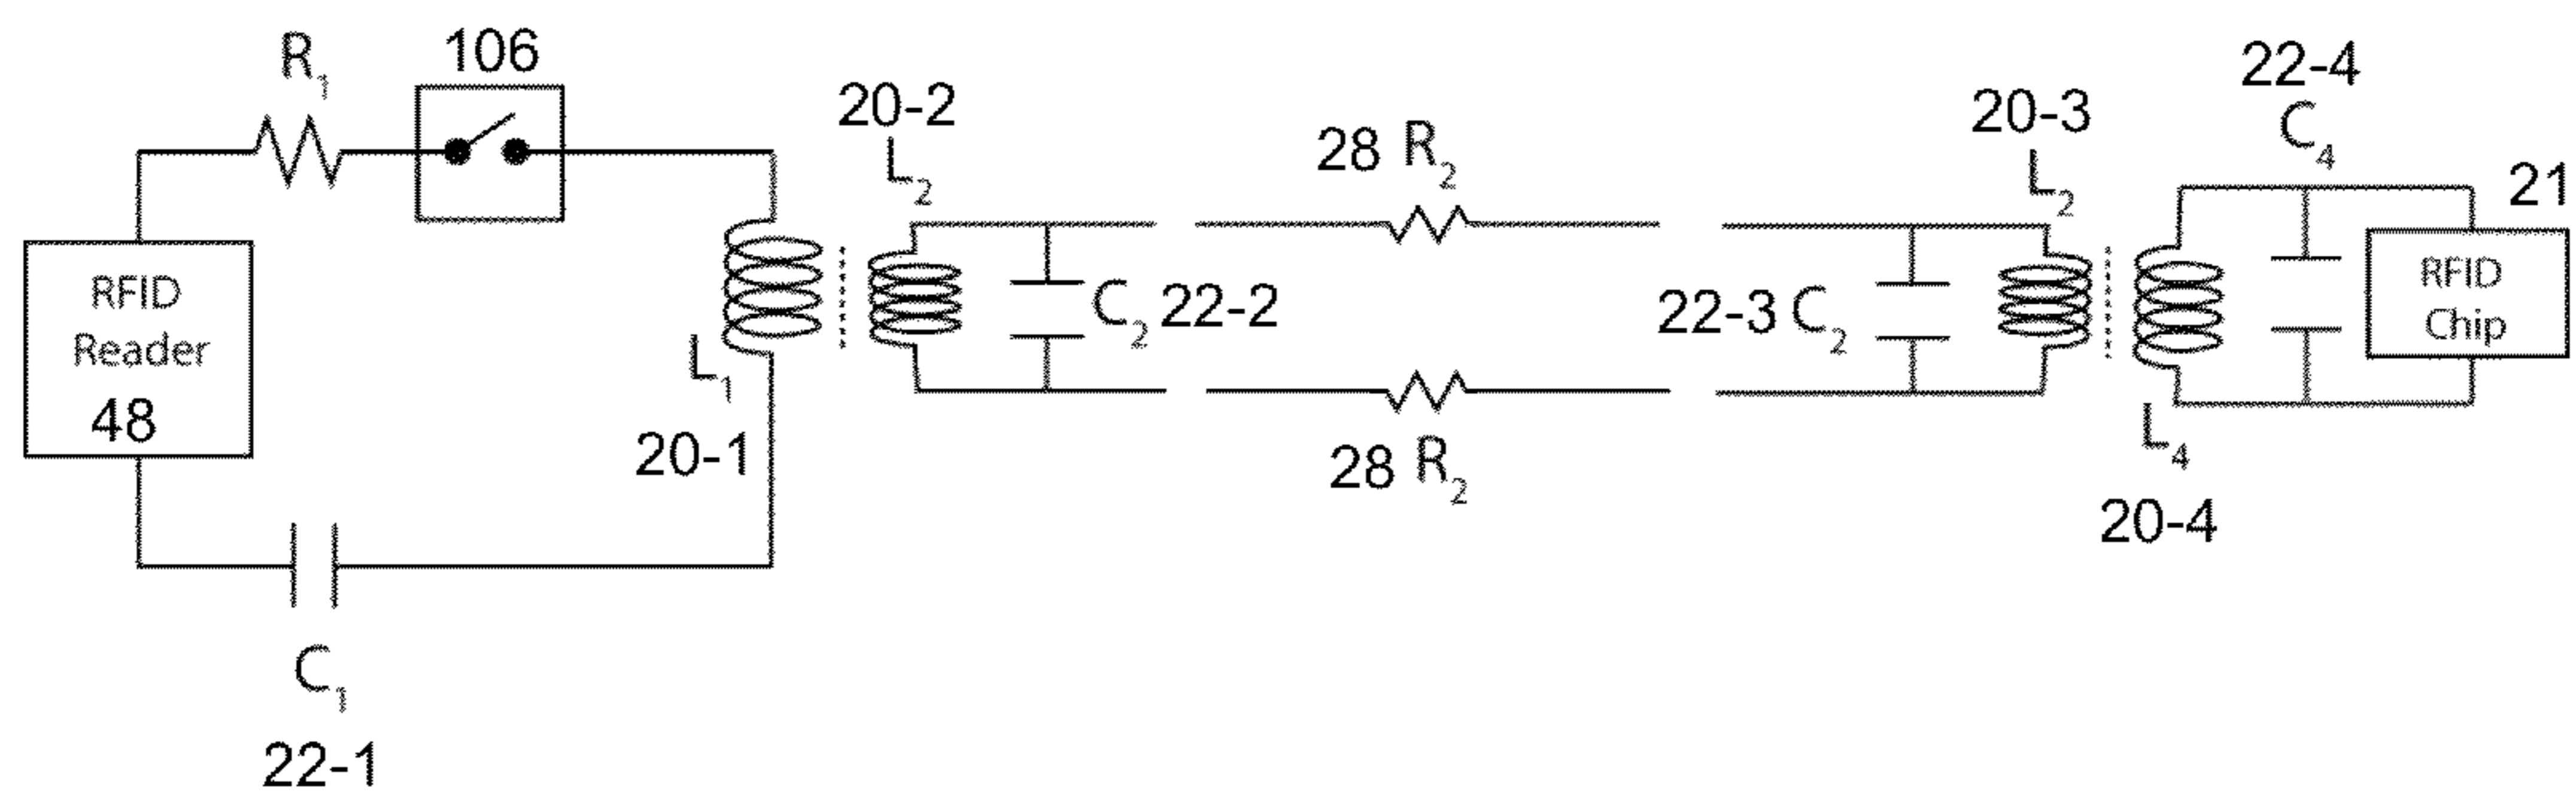 R1
106
20-2
L2
28 R2
20-3
L2
22-4
C4
21
RFID
Reader
48
L1
20-1
C2 22-2
22-3 C2
RFID
Chip
28 R2
L4
20-4
C1
22-1